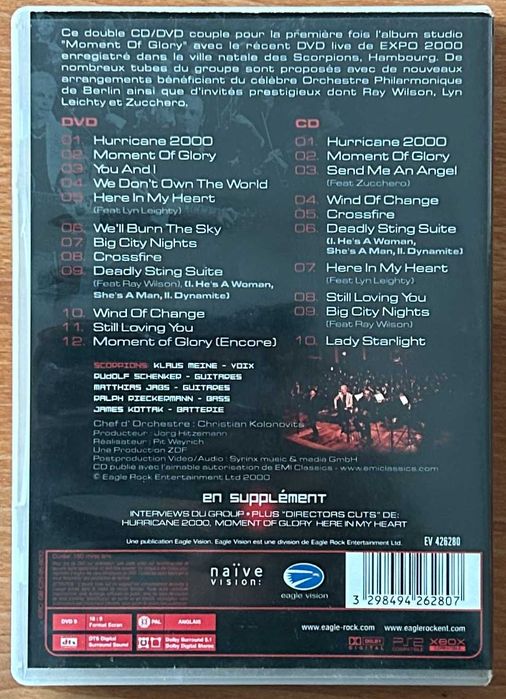 Ce double CD/DVD couple pour la première fois l'album studio
"Moment Of Glory" avec le récent DVD live de EXPO 2000
enregistré dans la ville natale des Scorpions, Hambourg. De
nombreux tubes du groupe sont proposés avec de nouveaux
arrangements bénéficiant du célèbre Orchestre Philarmonique
de Berlin ainsi que d'invités prestigieux dont Ray Wilson, Lyn
Leichty et Zucchero.
DVD
01. Hurricane 2000
02. Moment Of Glory
03. You And I
04. We Don't Own The World
05. Here In My Heart
(Feat Lyn Leighty)
06. We'll Burn The Sky
07. Big City Nights
08. Crossfire
09. Deadly Sting Suite
(Feat Ray Wilson), (I. He's A Woman,
She's A Man, II. Dynamite)
10. Wind Of Change
11. Still Loving You
12. Moment of Glory (Encore)
CD
01. Hurricane 2000
02. Moment Of Glory
03. Send Me An Angel
(Feat Zucchero)
04. Wind Of Change
05. Crossfire
06. Deadly Sting Suite
(I. He's A Woman,
She's A Man, II. Dynamite)
07. Here In My Heart
(Feat Lyn Leighty)
08. Still Loving You
09. Big City Nights
(Feat Ray Wilson)
10. Lady Starlight
SCORPIONS: KLAUS MEINE - VOIX
RUDOLF SCHENKER - GUITARES
MATTHIAS JABS - GUITARES
RALPH RIECKERMANN - BASS
JAMES KOTTAK - BATTERIE
Chef d'Orchestre : Christian Kolonovits
Producteur : Jorg Hitzemann
Réalisateur : Pit Weyrich
Une Production ZDF
Postproduction Video/Audio : Syrinx music & media GmbH
CD publié avec l'aimable autorisation de EMI Classics - www.emiclassics.com
© Eagle Rock Entertainment Ltd 2000
EN SUPPLÉMENT
INTERVIEWS DU GROUP • PLUS "DIRECTORS CUTS" DE:
HURRICANE 2000, MOMENT OF GLORY HERE IN MY HEART
Une publication Eagle Vision. Eagle Vision est une division de Eagle Rock Entertainment Ltd.
EV 426280
naïve
vision:
eagle vision
3 298494 262807
DVD 9
16 : 9
Format Ecran
PAL
ANGLAIS
dts
DTS Digital
Surround Sound
Dolby Surround 5.1
Dolby Digital Stereo
www.eagle-rock.com
www.eaglerockent.com
DOLBY
DIGITAL
PS2
COMPATIBLE
XBOX
COMPATIBLE